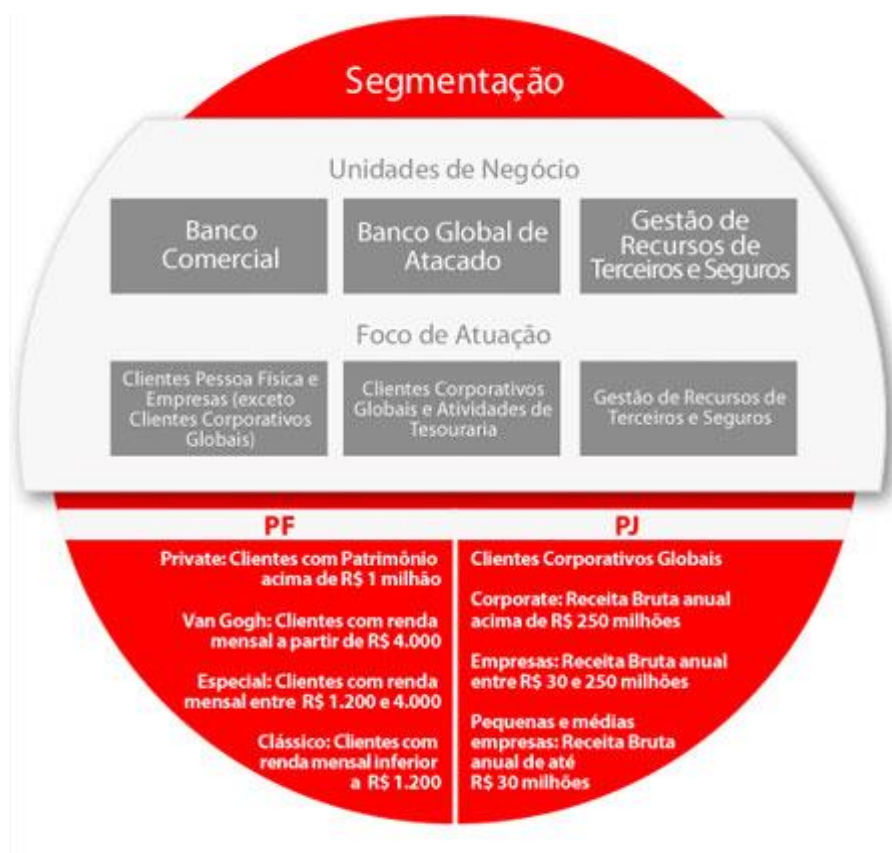 Segmentação
Unidades de Negócio
Banco
Comercial
Banco Global de
Atacado
Gestão de
Recursos de
Terceiros e Seguros
Foco de Atuação
Clientes Pessoa Física e
Empresas (exceto
Clientes Corporativos
Globais)
Clientes Corporativos
Globais e Atividades de
Tesouraria
Gestão de Recursos de
Terceiros e Seguros
PF
Private: Clientes com Patrimônio
acima de R$ 1 milhão
Van Gogh: Clientes com renda
mensal a partir de R$ 4.000
Especial: Clientes com renda
mensal entre R$ 1.200 e 4.000
Clássico: Clientes com
renda mensal inferior
a R$ 1.200
PJ
Clientes Corporativos Globais
Corporate: Receita Bruta anual
acima de R$ 250 milhões
Empresas: Receita Bruta anual
entre R$ 30 e 250 milhões
Pequenas e médias
empresas: Receita Bruta
anual de até
R$ 30 milhões